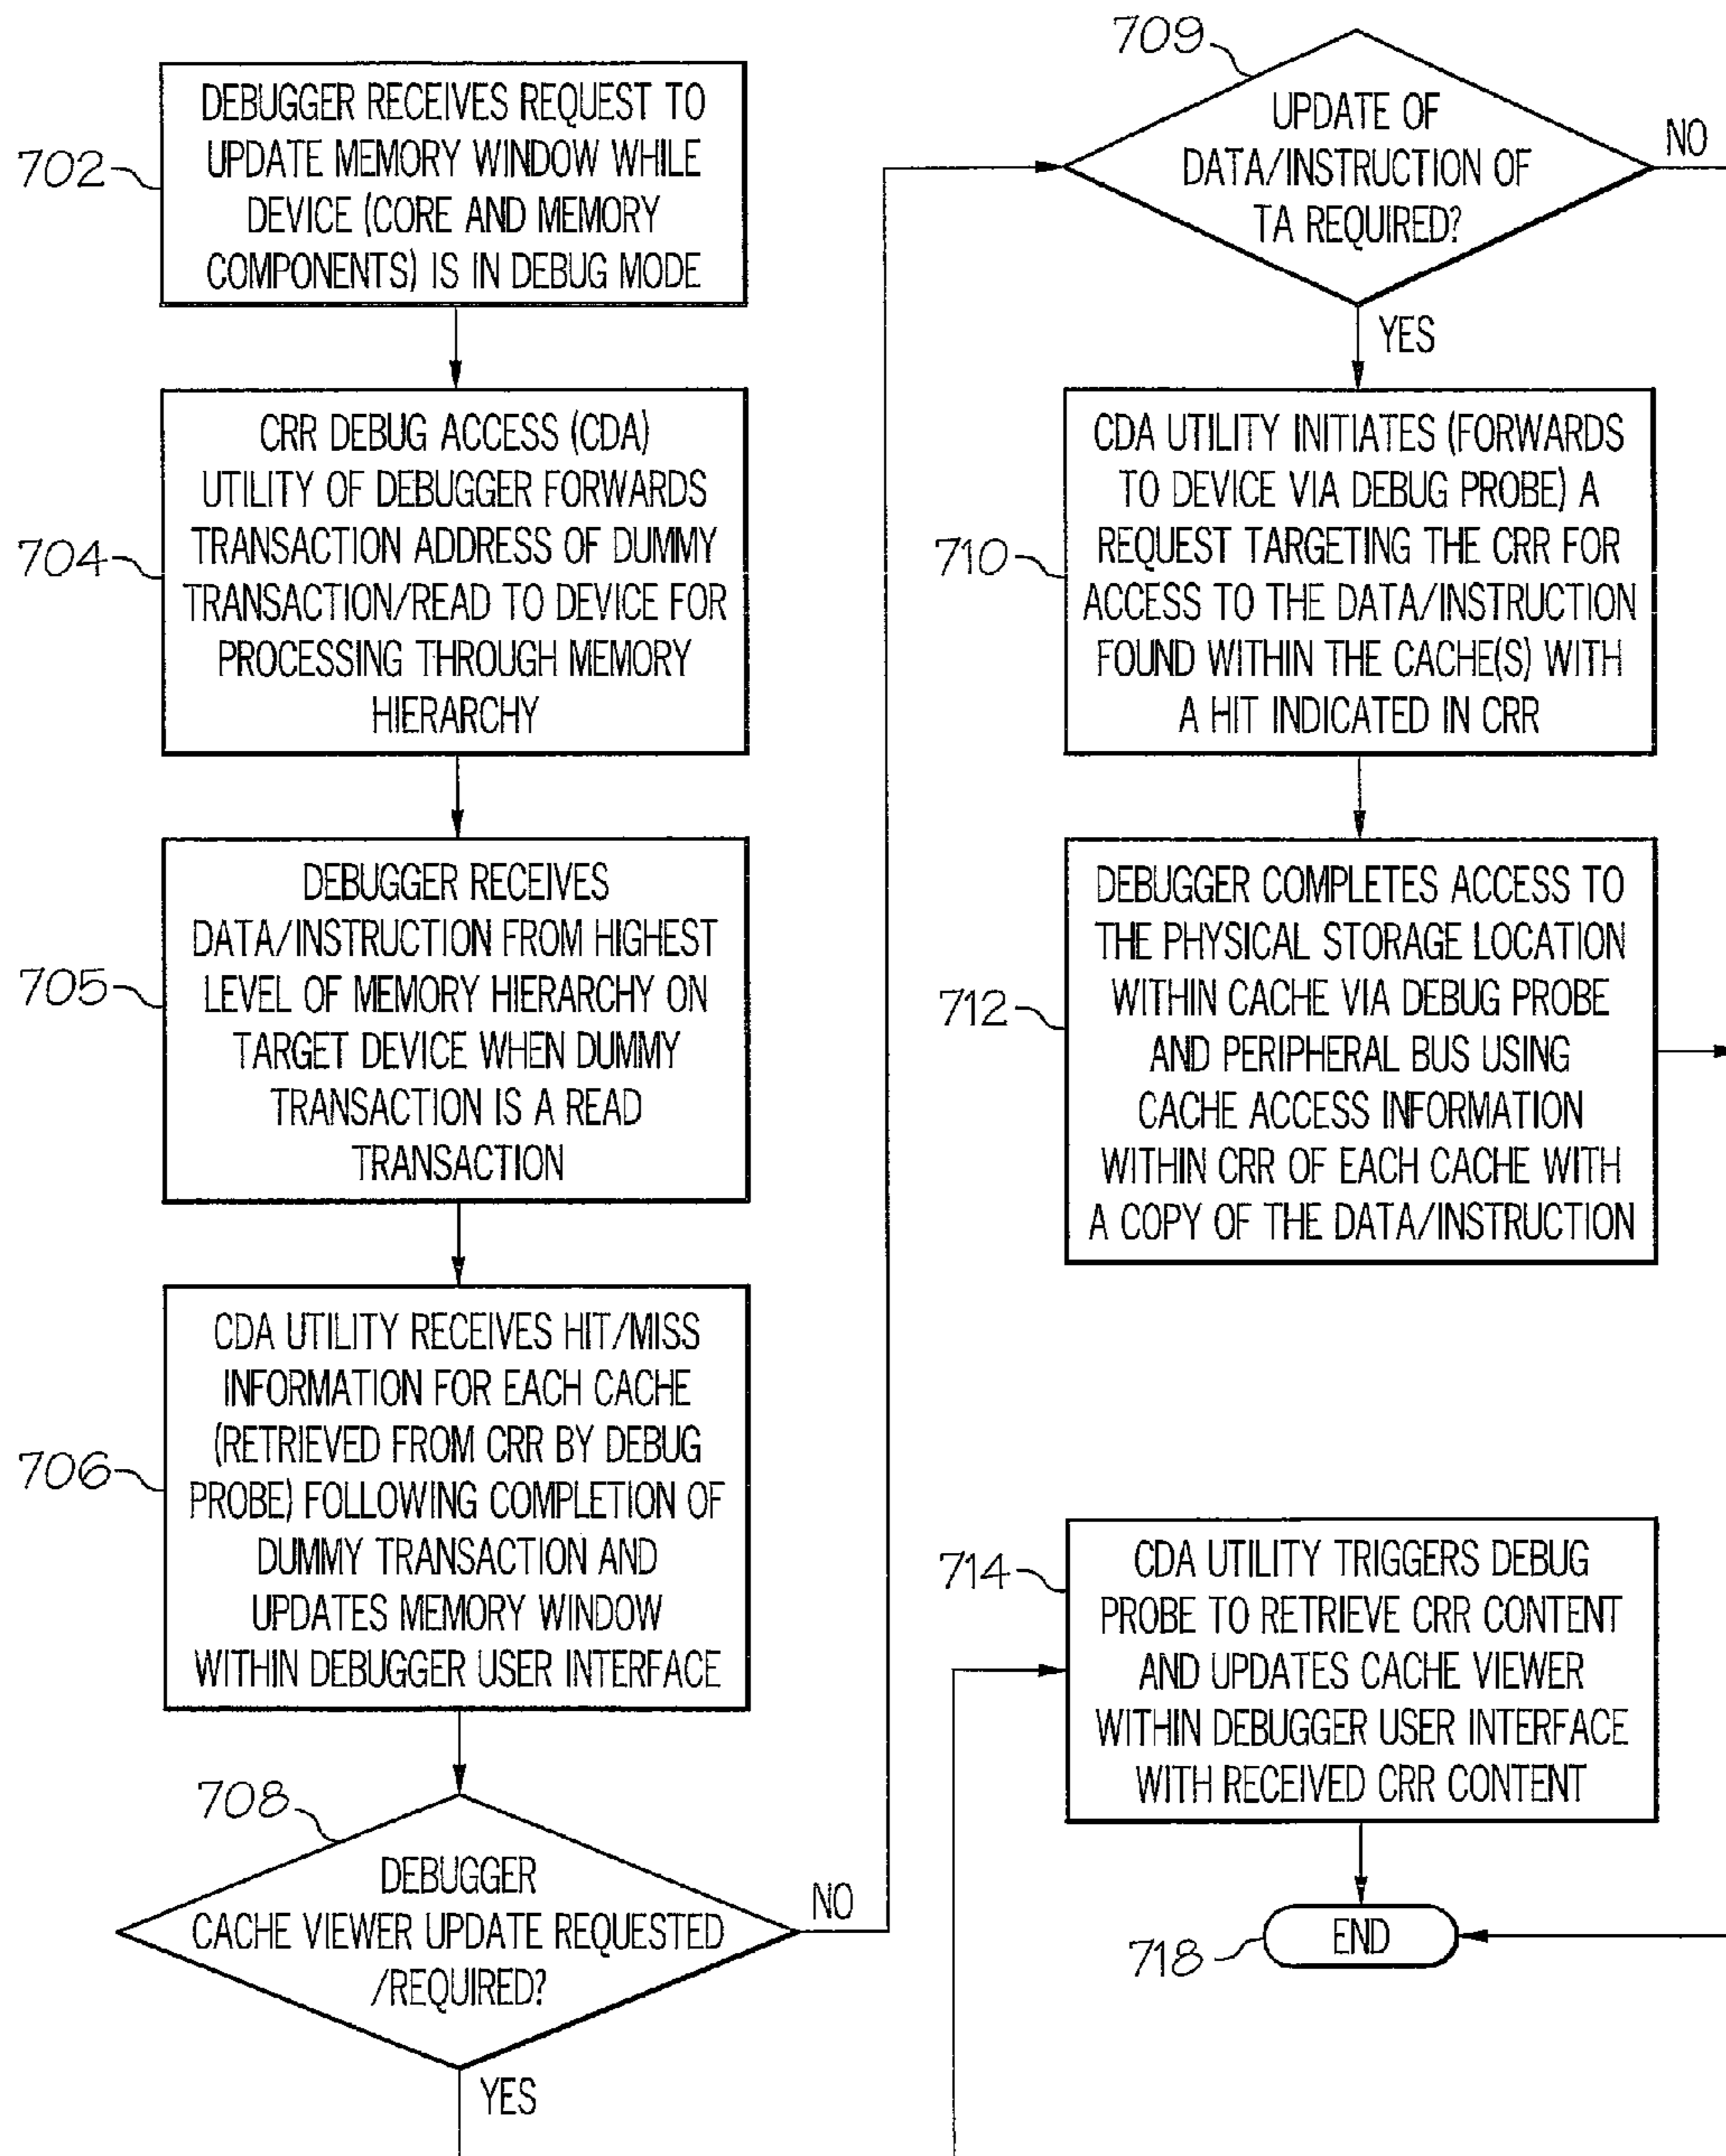 702
DEBUGGER RECEIVES REQUEST TO
UPDATE MEMORY WINDOW WHILE
DEVICE (CORE AND MEMORY
COMPONENTS) IS IN DEBUG MODE
704
CRR DEBUG ACCESS (CDA)
UTILITY OF DEBUGGER FORWARDS
TRANSACTION ADDRESS OF DUMMY
TRANSACTION/READ TO DEVICE FOR
PROCESSING THROUGH MEMORY
HIERARCHY
705
DEBUGGER RECEIVES
DATA/INSTRUCTION FROM HIGHEST
LEVEL OF MEMORY HIERARCHY ON
TARGET DEVICE WHEN DUMMY
TRANSACTION IS A READ
TRANSACTION
706
CDA UTILITY RECEIVES HIT/MISS
INFORMATION FOR EACH CACHE
(RETRIEVED FROM CRR BY DEBUG
PROBE) FOLLOWING COMPLETION OF
DUMMY TRANSACTION AND
UPDATES MEMORY WINDOW
WITHIN DEBUGGER USER INTERFACE
708
DEBUGGER
CACHE VIEWER UPDATE REQUESTED
/REQUIRED?
NO
YES
709
UPDATE OF
DATA/INSTRUCTION OF
TA REQUIRED?
NO
YES
710
CDA UTILITY INITIATES (FORWARDS
TO DEVICE VIA DEBUG PROBE) A
REQUEST TARGETING THE CRR FOR
ACCESS TO THE DATA/INSTRUCTION
FOUND WITHIN THE CACHE(S) WITH
A HIT INDICATED IN CRR
712
DEBUGGER COMPLETES ACCESS TO
THE PHYSICAL STORAGE LOCATION
WITHIN CACHE VIA DEBUG PROBE
AND PERIPHERAL BUS USING
CACHE ACCESS INFORMATION
WITHIN CRR OF EACH CACHE WITH
A COPY OF THE DATA/INSTRUCTION
714
CDA UTILITY TRIGGERS DEBUG
PROBE TO RETRIEVE CRR CONTENT
AND UPDATES CACHE VIEWER
WITHIN DEBUGGER USER INTERFACE
WITH RECEIVED CRR CONTENT
718
END